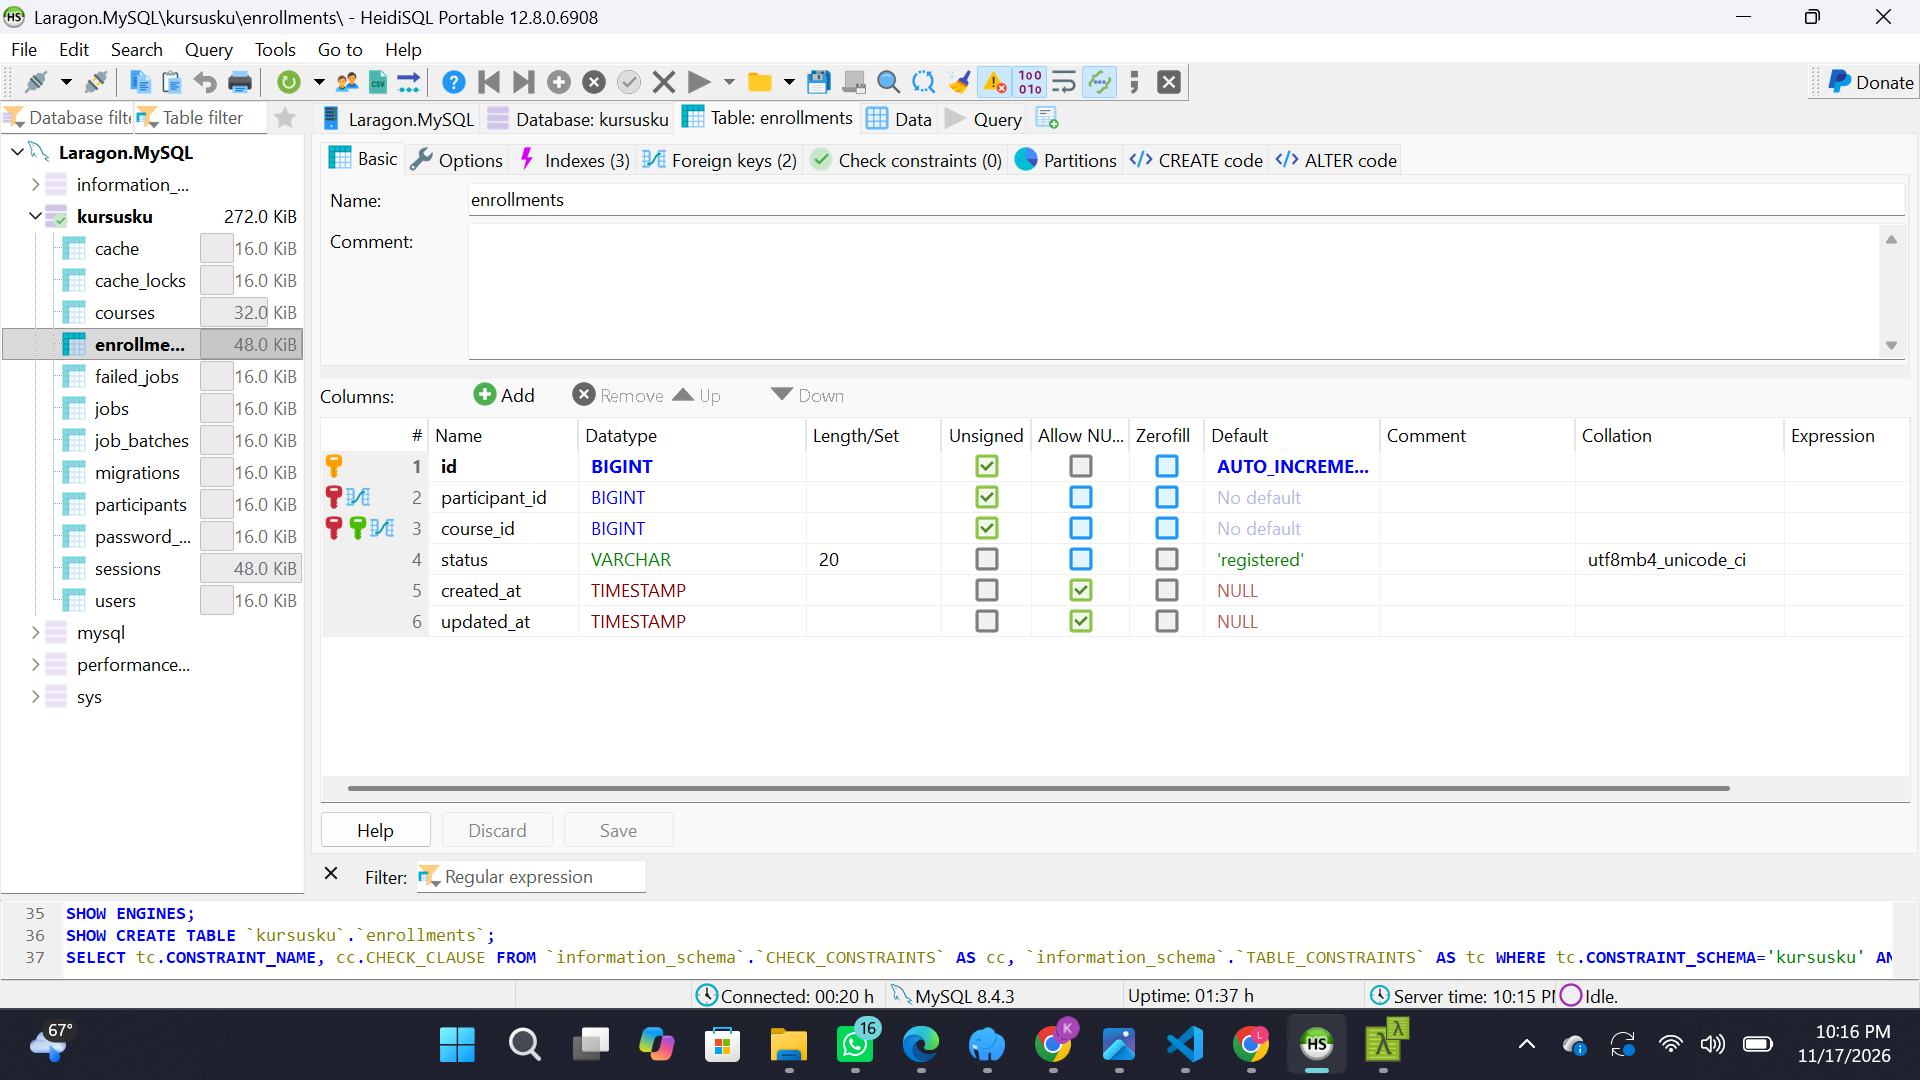 Laragon.MySQL\kursusku\enrollments\ - HeidiSQL Portable 12.8.0.6908
File Edit Search Query Tools Go to Help
Donate
Database filte Table filter
Laragon.MySQL Database: kursusku Table: enrollments Data Query
Laragon.MySQL
information_...
kursusku 272.0 KiB
cache 16.0 KiB
cache_locks 16.0 KiB
courses 32.0 KiB
enrollme... 48.0 KiB
failed_jobs 16.0 KiB
jobs 16.0 KiB
job_batches 16.0 KiB
migrations 16.0 KiB
participants 16.0 KiB
password_... 16.0 KiB
sessions 48.0 KiB
users 16.0 KiB
mysql
performance...
sys
Basic Options Indexes (3) Foreign keys (2) Check constraints (0) Partitions CREATE code ALTER code
Name: enrollments
Comment:
Columns: Add Remove Up Down
# Name Datatype Length/Set Unsigned Allow NU... Zerofill Default Comment Collation Expression
1 id BIGINT AUTO_INCREME...
2 participant_id BIGINT No default
3 course_id BIGINT No default
4 status VARCHAR 20 'registered' utf8mb4_unicode_ci
5 created_at TIMESTAMP NULL
6 updated_at TIMESTAMP NULL
Help Discard Save
Filter: Regular expression
35 SHOW ENGINES;
36 SHOW CREATE TABLE `kursusku`.`enrollments`;
37 SELECT tc.CONSTRAINT_NAME, cc.CHECK_CLAUSE FROM `information_schema`.`CHECK_CONSTRAINTS` AS cc, `information_schema`.`TABLE_CONSTRAINTS` AS tc WHERE tc.CONSTRAINT_SCHEMA='kursusku' AN
Connected: 00:20 h MySQL 8.4.3 Uptime: 01:37 h Server time: 10:15 PM Idle.
67°
16
K
L
HS
10:16 PM
11/17/2026